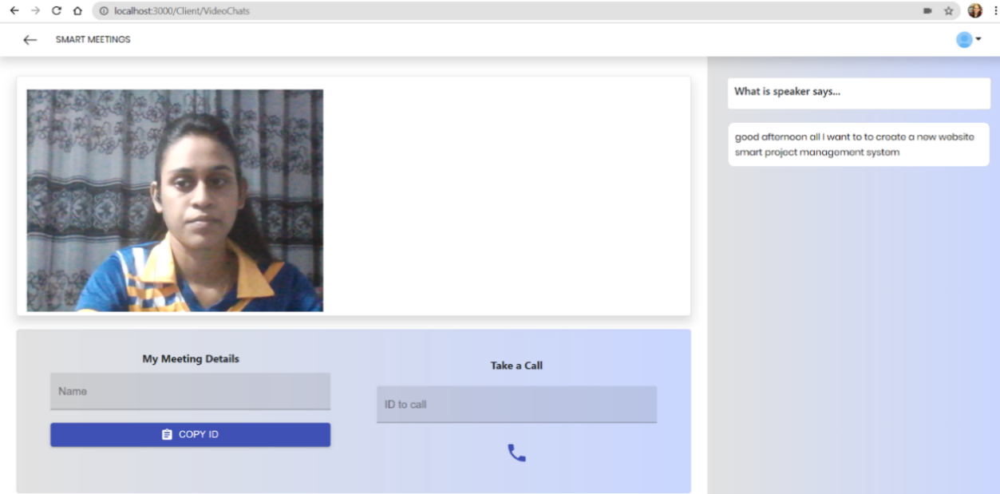 localhost:3000/Client/VideoChats
SMART MEETINGS
What is speaker says...
good afternoon all i want to to create a new website
smart project management system
My Meeting Details
Name
COPY ID
Take a Call
ID to call